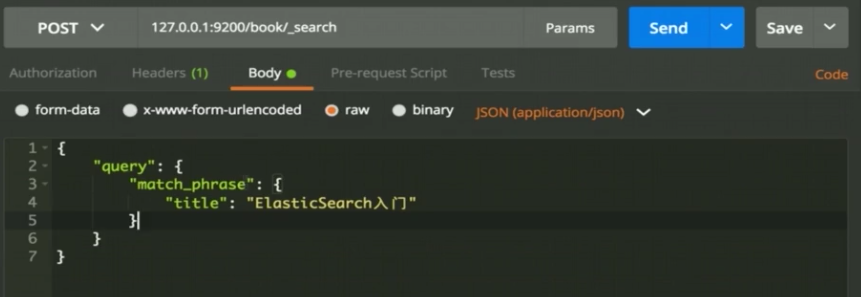 POST 127.0.0.1:9200/book/_search Params Send Save
Authorization Headers (1) Body Pre-request Script Tests Code
form-data x-www-form-urlencoded raw binary JSON (application/json)
1 {
2 "query": {
3 "match_phrase": {
4 "title": "ElasticSearch入门"
5 }
6 }
7 }